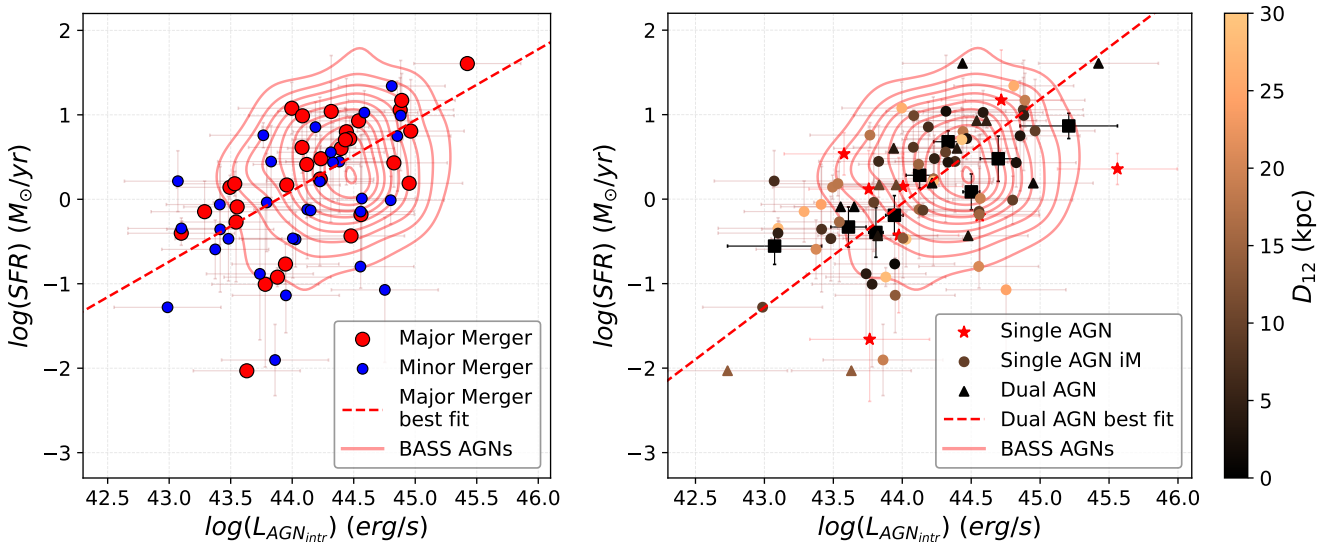 2
1
0
−1
−2
−3
log(SFR) (M⊙/yr)
42.5 43.0 43.5 44.0 44.5 45.0 45.5 46.0
log(L_AGN_intr) (erg/s)
Major Merger
Minor Merger
Major Merger
best fit
BASS AGNs
2
1
0
−1
−2
−3
log(SFR) (M⊙/yr)
42.5 43.0 43.5 44.0 44.5 45.0 45.5 46.0
log(L_AGN_intr) (erg/s)
Single AGN
Single AGN iM
Dual AGN
Dual AGN best fit
BASS AGNs
30
25
20
15
10
5
0
D₁₂ (kpc)